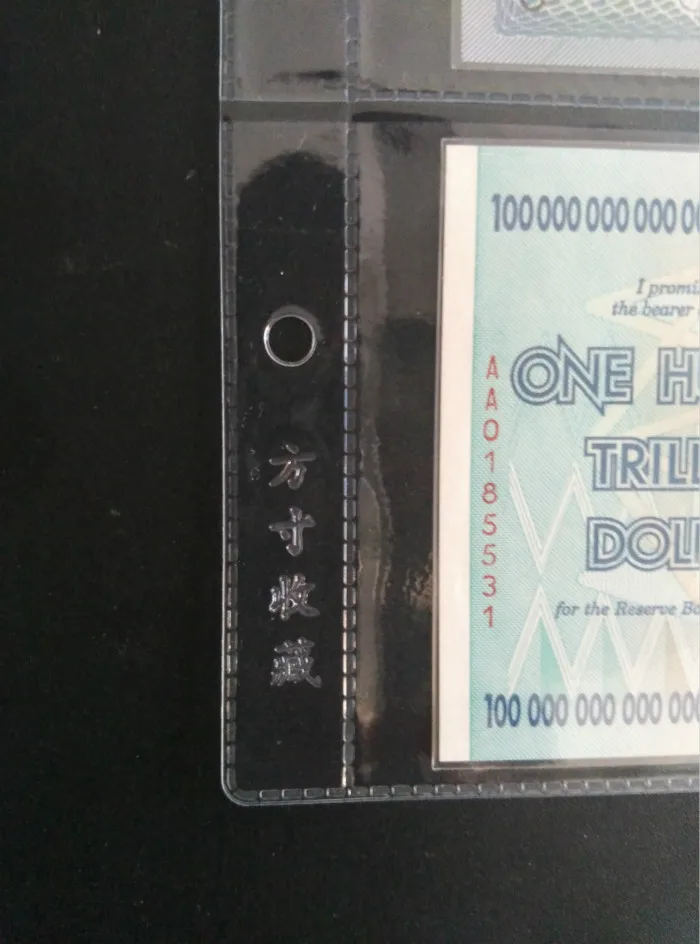 方寸收藏
100 000 000 000 0
I promi
the bearer
ONE H
TRILL
DOLL
for the Reserve Ba
100 000 000 000 00
AA0185531